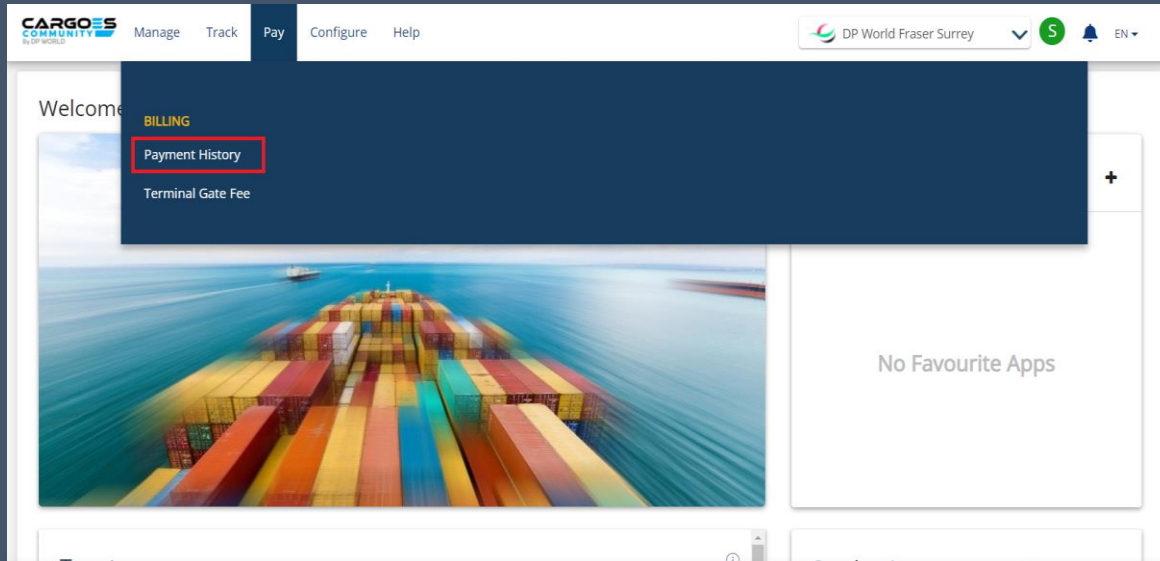 CARGOES
COMMUNITY
By DP WORLD
Manage Track Pay Configure Help
DP World Fraser Surrey
S
EN
Welcome
BILLING
Payment History
Terminal Gate Fee
+
No Favourite Apps